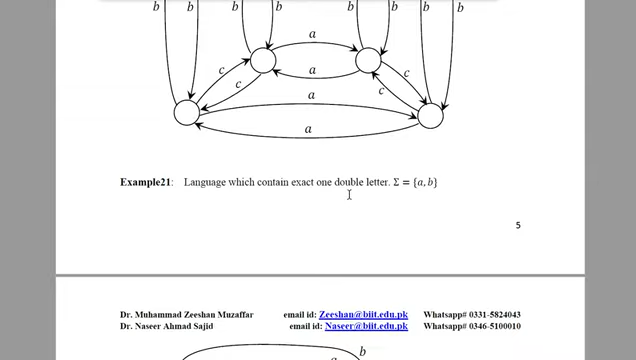 b b b b b b b b
a
a
c c
c c
a
a
Example21: Language which contain exact one double letter. Σ = {a, b}
5
Dr. Muhammad Zeeshan Muzaffar email id: Zeeshan@biit.edu.pk Whatsapp# 0331-5824043
Dr. Naseer Ahmad Sajid email id: Naseer@biit.edu.pk Whatsapp# 0346-5100010
b
a